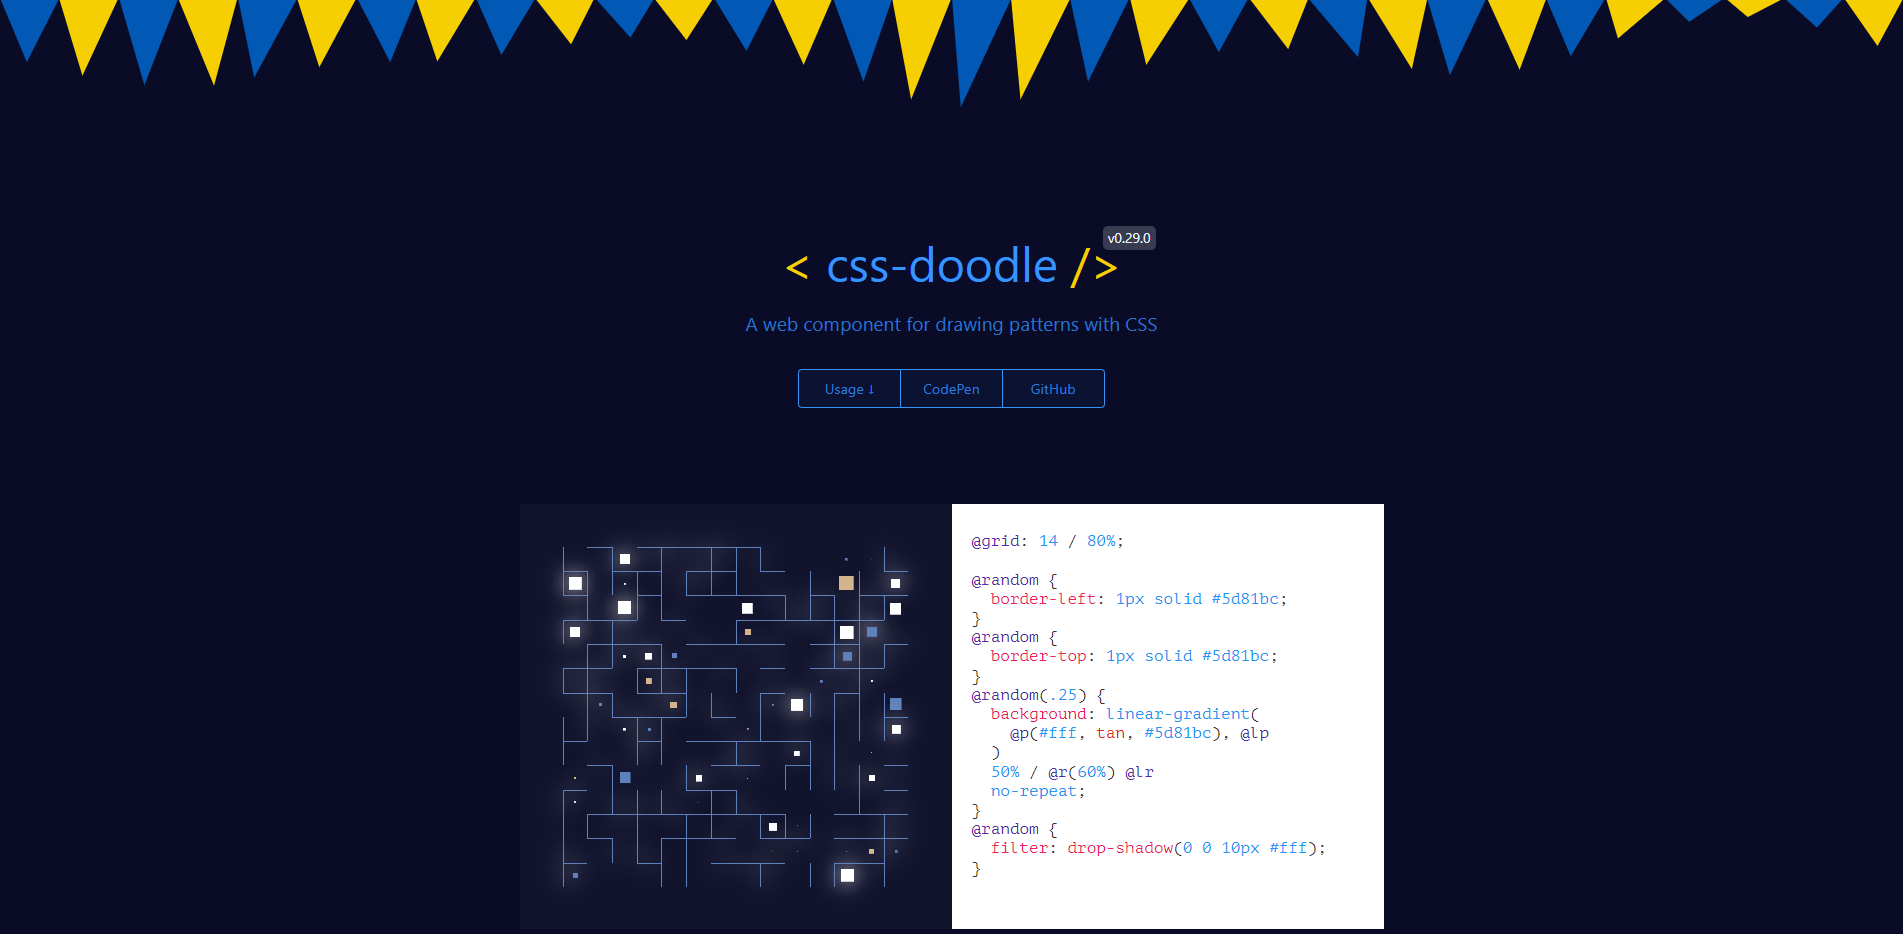 v0.29.0
< css-doodle />
A web component for drawing patterns with CSS
Usage ↓ CodePen GitHub
@grid: 14 / 80%;
@random {
  border-left: 1px solid #5d81bc;
}
@random {
  border-top: 1px solid #5d81bc;
}
@random(.25) {
  background: linear-gradient(
    @p(#fff, tan, #5d81bc), @lp
  )
  50% / @r(60%) @lr
  no-repeat;
}
@random {
  filter: drop-shadow(0 0 10px #fff);
}